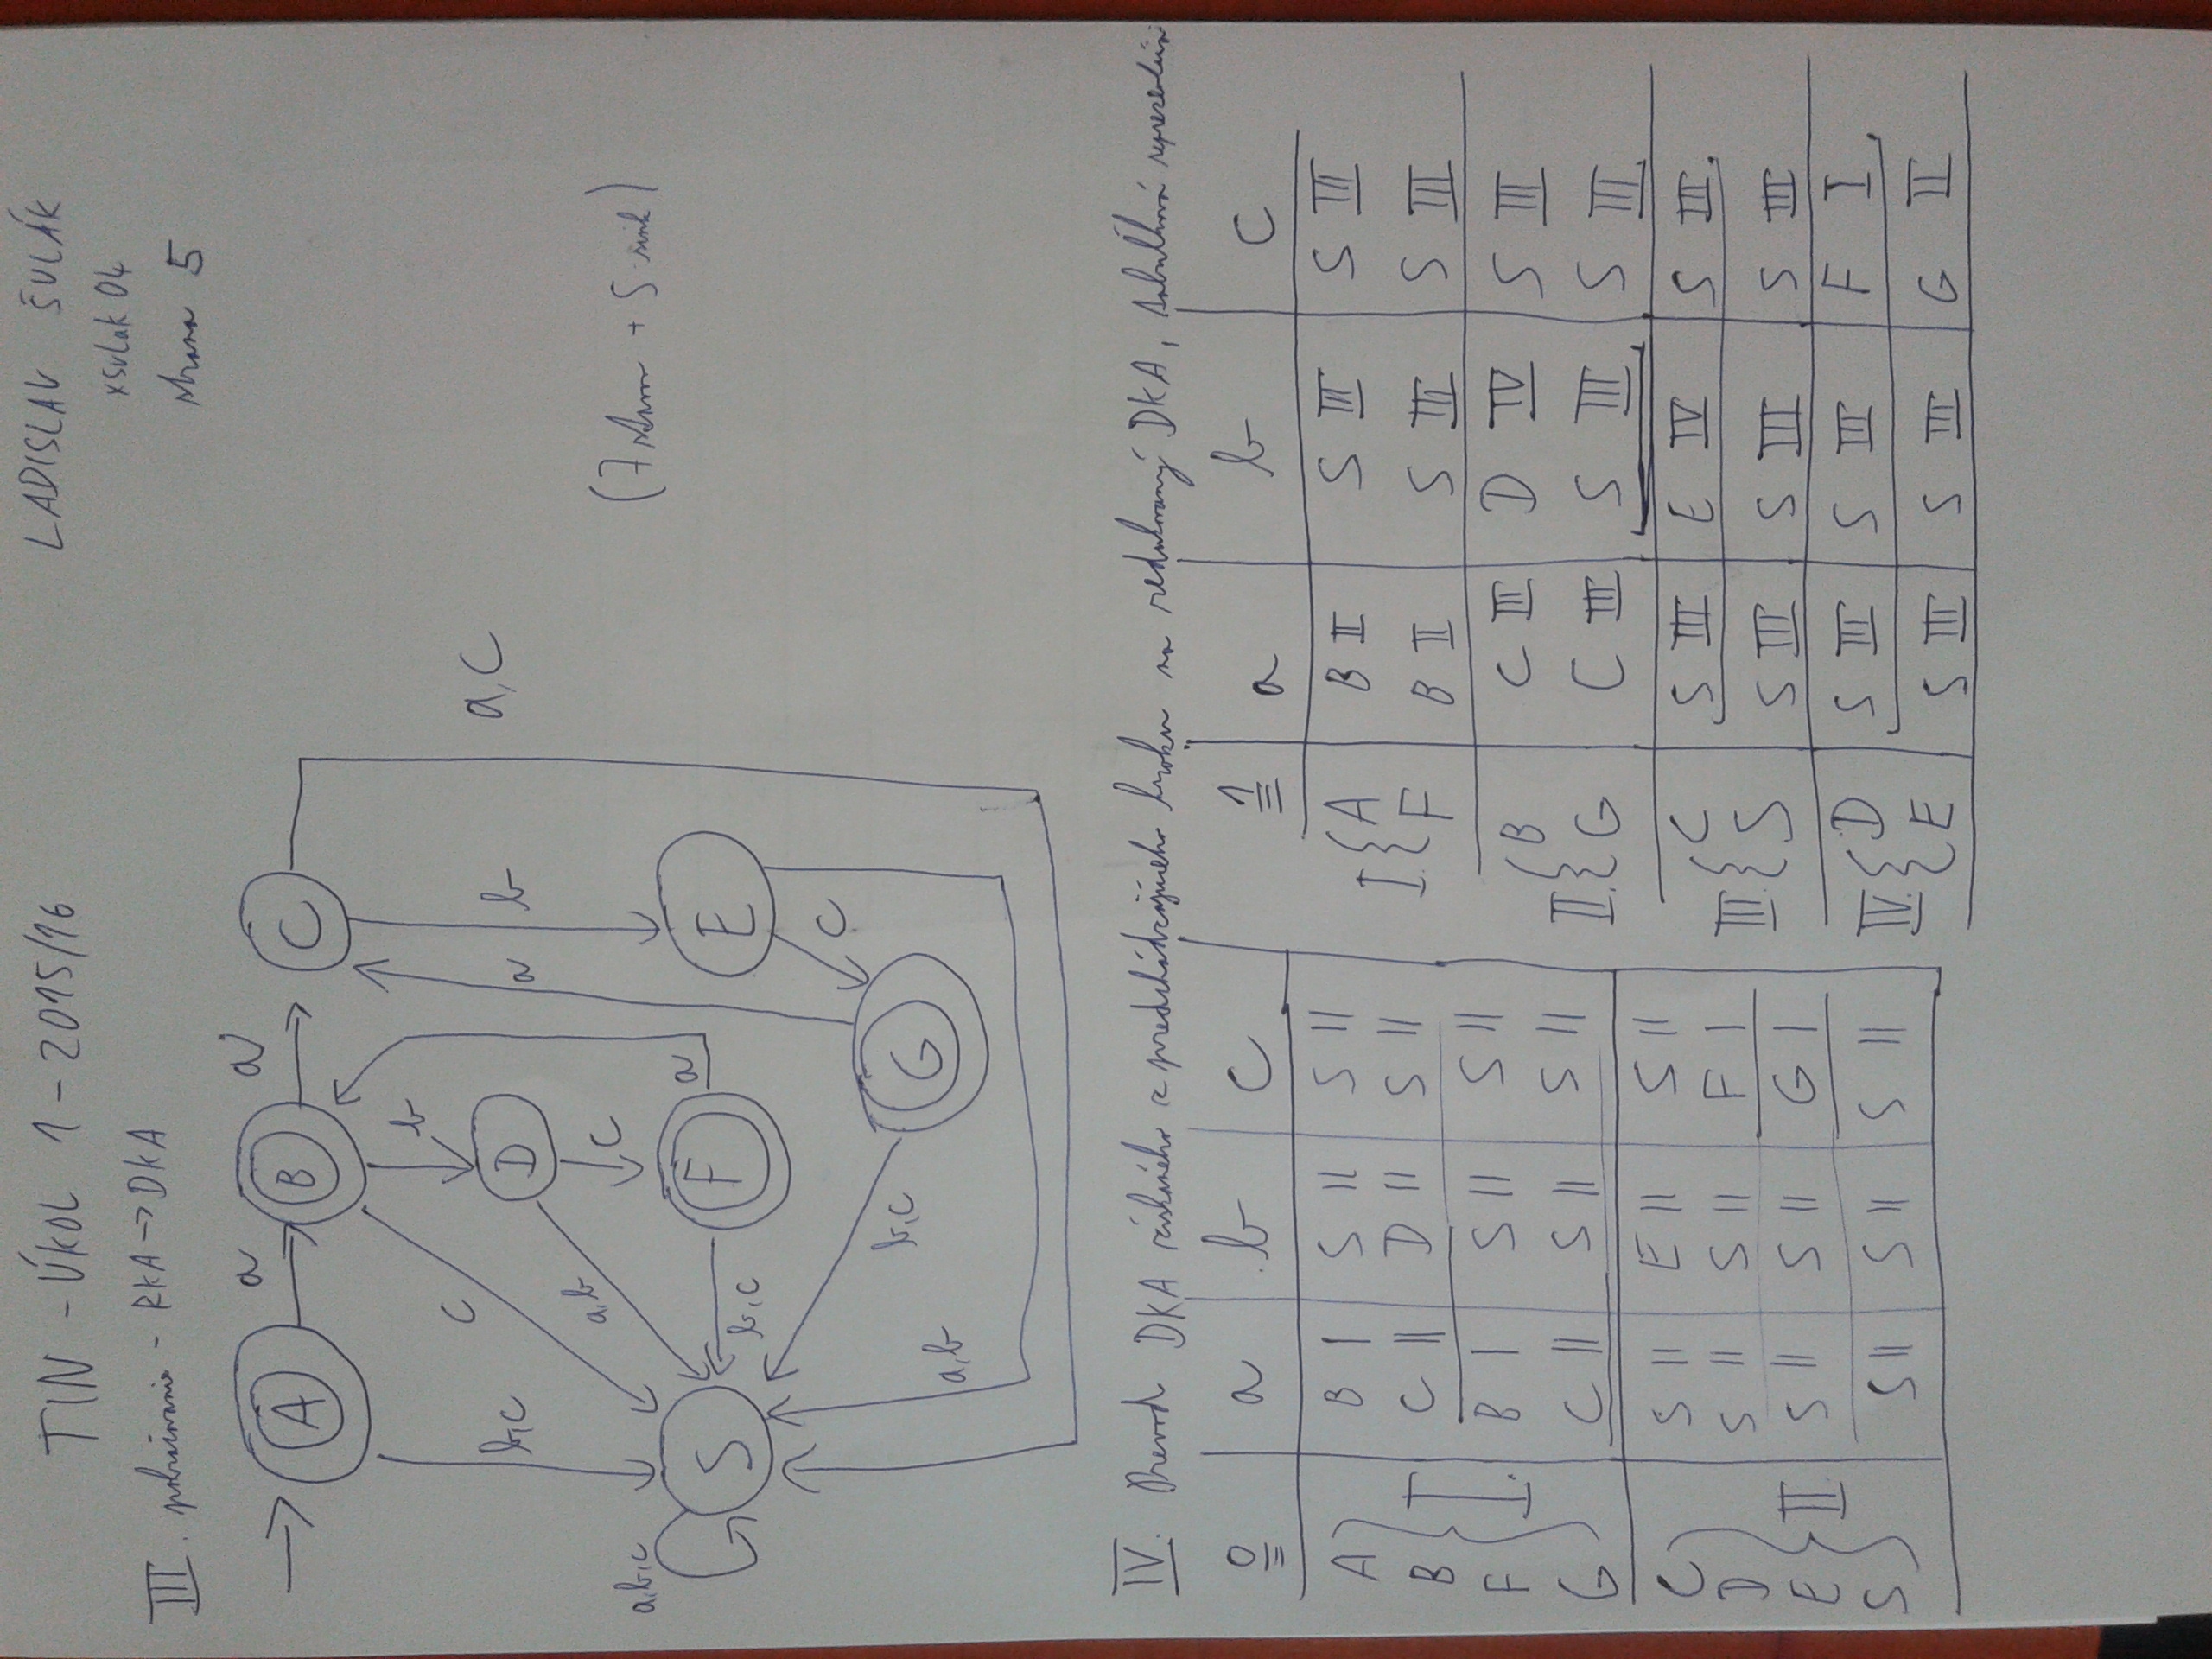 TIN - ÚKOL 1 - 2015/16
LADISLAV ŠULÁK
xsulak04
strana 5
III. pokračovanie - RKA → DKA
a
a
A
B
C
b
c
a,c
b,c
D
a
b
a,b
c
(7 stavov + S sink)
a,b,c
S
F
a
E
b,c
c
b,c
G
a,b
IV. Prevod DKA získaného z predchádzajúceho kroku na redukovaný DKA, tabuľková reprezentácia
0≡ a b c
A B I S II S II
B C II D II S II
I.
F B I S II S II
G C II S II S II
C S II E II S II
D S II S II F I
II
E S II S II G I
S S II S II S II
1≡ a b c
I. A B II S III S III
F B II S III S III
B C III D IV S III
II. G C III S III S III
C S III E IV S III
III. S S III S III S III
D S III S III F I
IV. E S III S III G II